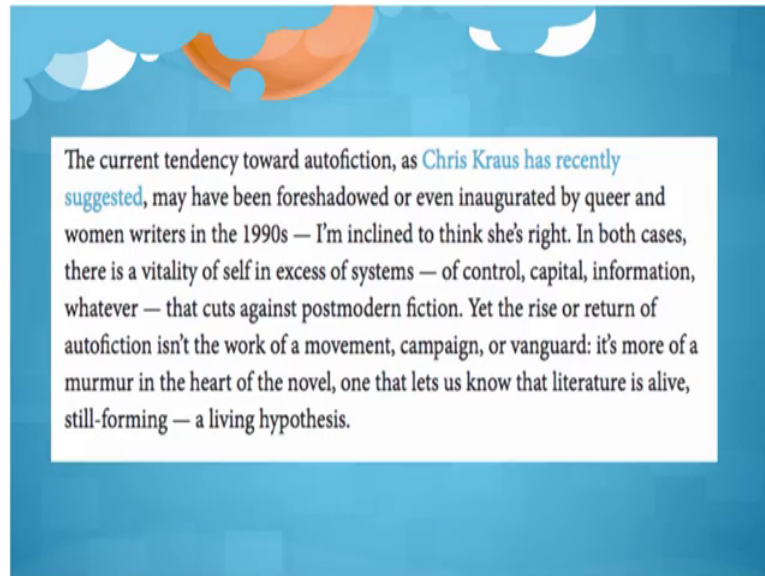 The current tendency toward autofiction, as Chris Kraus has recently
suggested, may have been foreshadowed or even inaugurated by queer and
women writers in the 1990s — I'm inclined to think she's right. In both cases,
there is a vitality of self in excess of systems — of control, capital, information,
whatever — that cuts against postmodern fiction. Yet the rise or return of
autofiction isn't the work of a movement, campaign, or vanguard: it's more of a
murmur in the heart of the novel, one that lets us know that literature is alive,
still-forming — a living hypothesis.